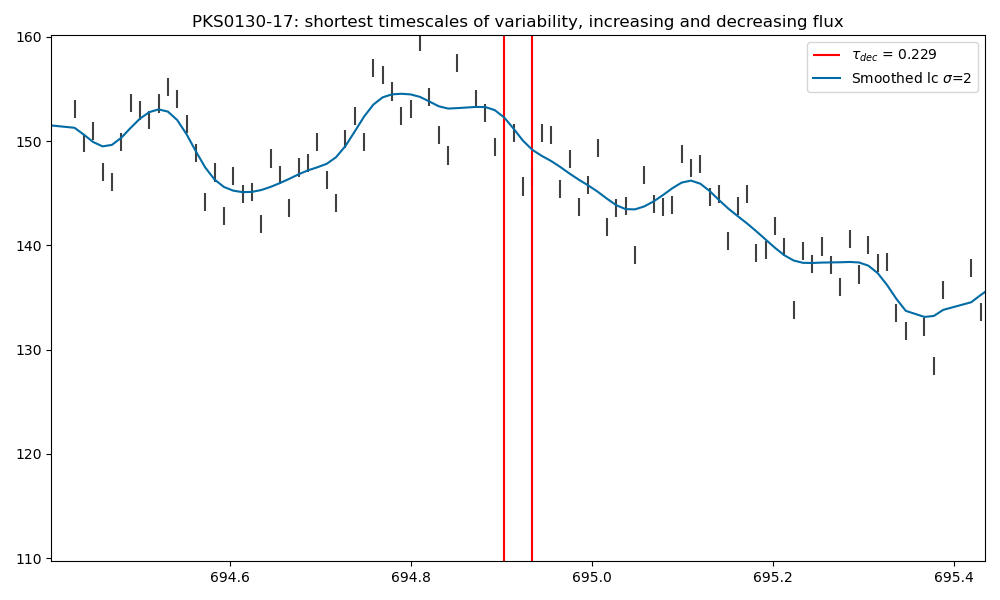 PKS0130-17: shortest timescales of variability, increasing and decreasing flux
τ_dec = 0.229
Smoothed lc σ=2
160
150
140
130
120
110
694.6 694.8 695.0 695.2 695.4